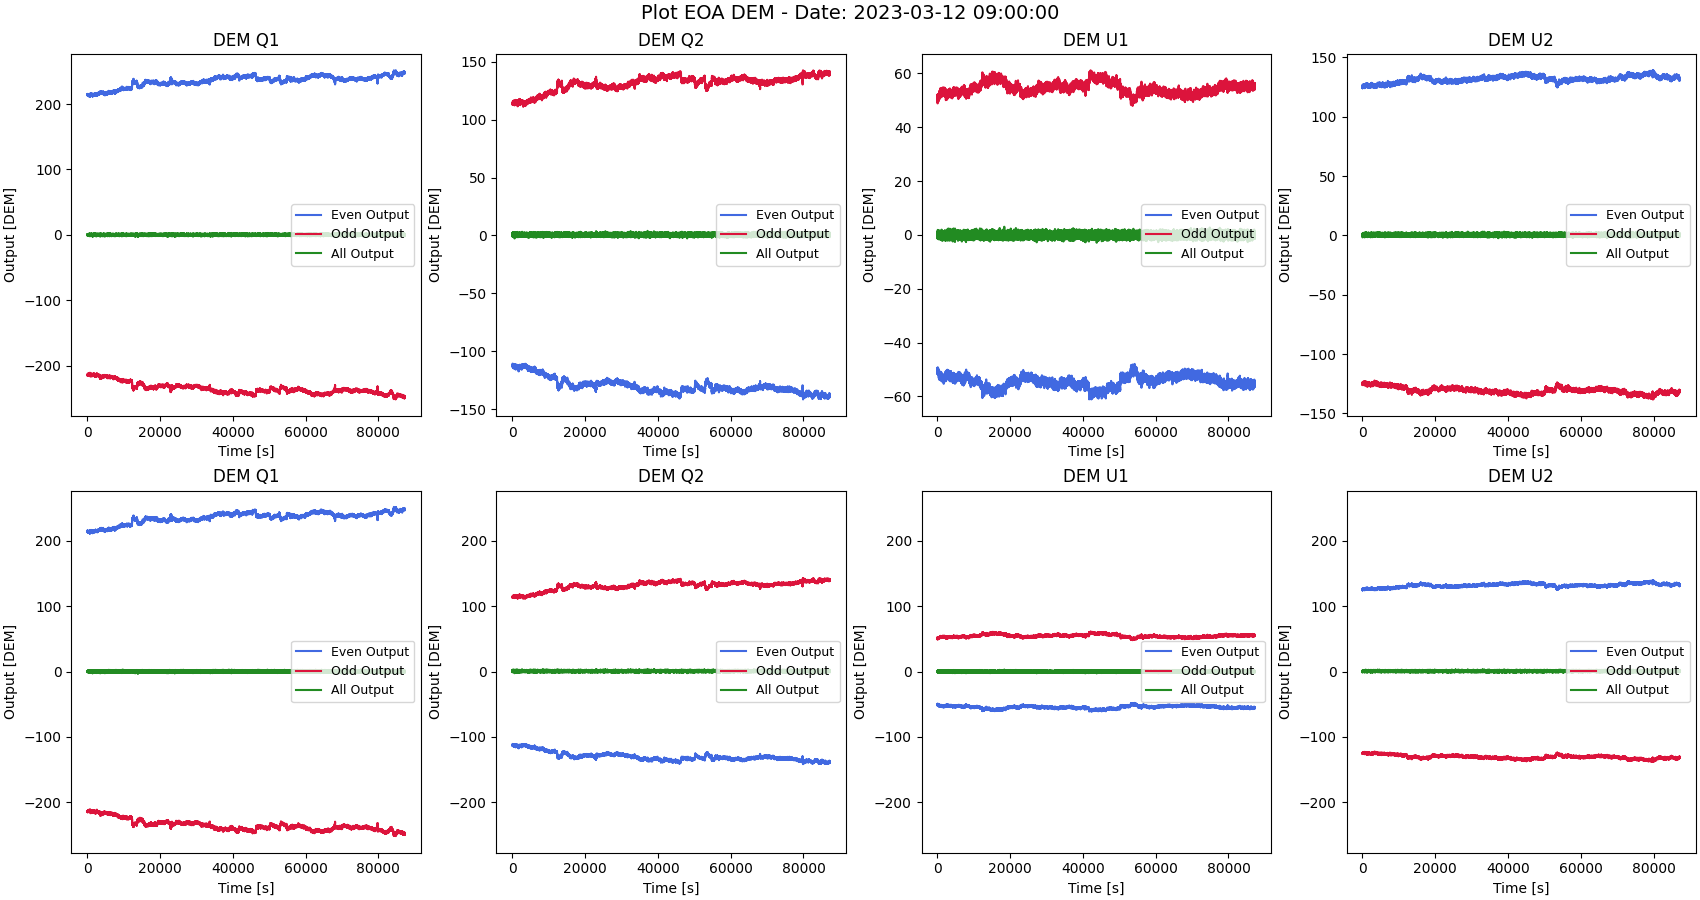 Plot EOA DEM - Date: 2023-03-12 09:00:00
DEM Q1
Output [DEM]
200
100
0
−100
−200
0 20000 40000 60000 80000
Time [s]
Even Output
Odd Output
All Output
DEM Q2
Output [DEM]
150
100
50
0
−50
−100
−150
0 20000 40000 60000 80000
Time [s]
Even Output
Odd Output
All Output
DEM U1
Output [DEM]
60
40
20
0
−20
−40
−60
0 20000 40000 60000 80000
Time [s]
Even Output
Odd Output
All Output
DEM U2
Output [DEM]
150
100
50
0
−50
−100
−150
0 20000 40000 60000 80000
Time [s]
Even Output
Odd Output
All Output
DEM Q1
Output [DEM]
200
100
0
−100
−200
0 20000 40000 60000 80000
Time [s]
Even Output
Odd Output
All Output
DEM Q2
Output [DEM]
200
100
0
−100
−200
0 20000 40000 60000 80000
Time [s]
Even Output
Odd Output
All Output
DEM U1
Output [DEM]
200
100
0
−100
−200
0 20000 40000 60000 80000
Time [s]
Even Output
Odd Output
All Output
DEM U2
Output [DEM]
200
100
0
−100
−200
0 20000 40000 60000 80000
Time [s]
Even Output
Odd Output
All Output